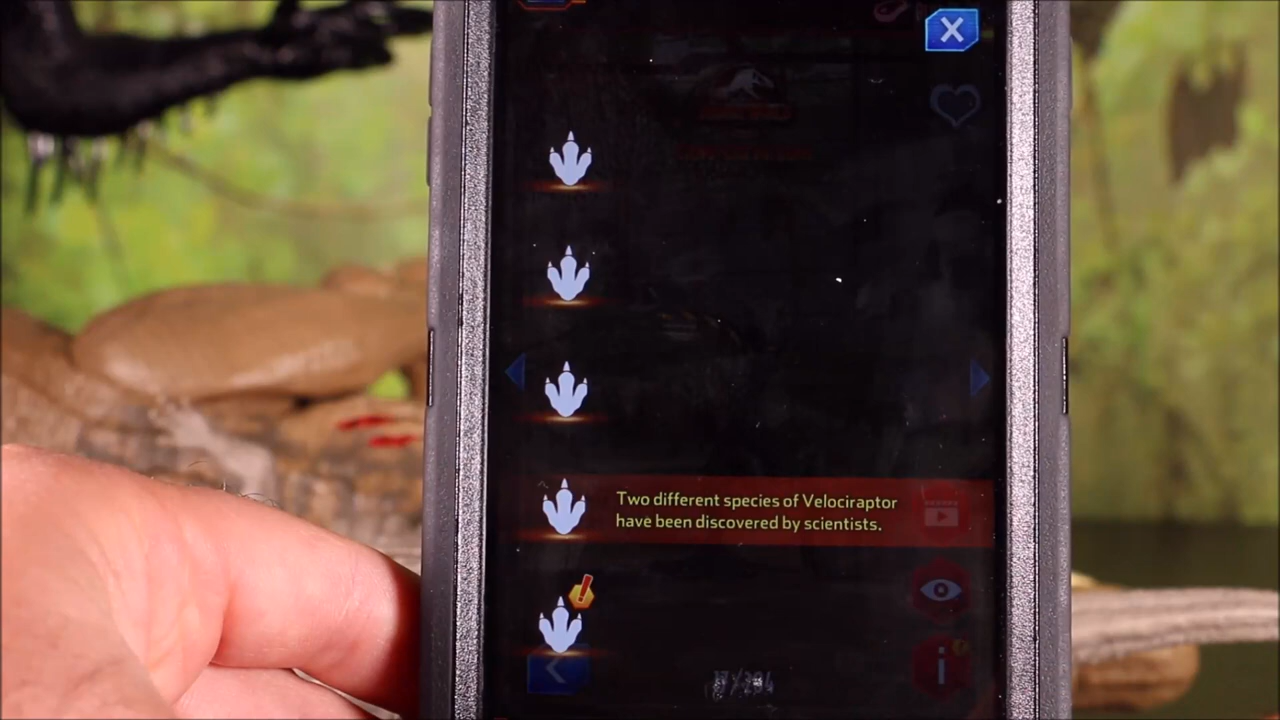 X
Two different species of Velociraptor
have been discovered by scientists.
i